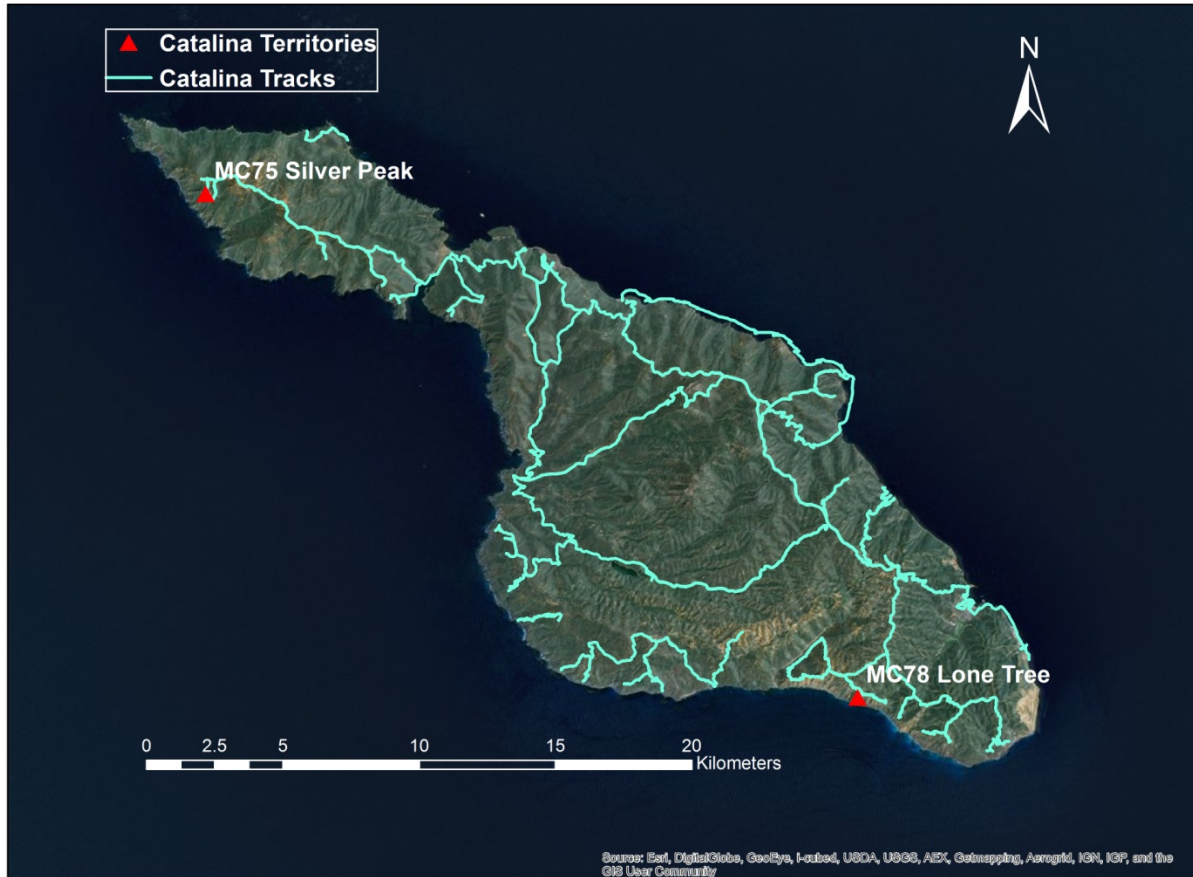 Catalina Territories
Catalina Tracks
N
MC75 Silver Peak
MC78 Lone Tree
0 2.5 5 10 15 20
Kilometers
Source: Esri, DigitalGlobe, GeoEye, i-cubed, USDA, USGS, AEX, Getmapping, Aerogrid, IGN, IGP, and the
GIS User Community